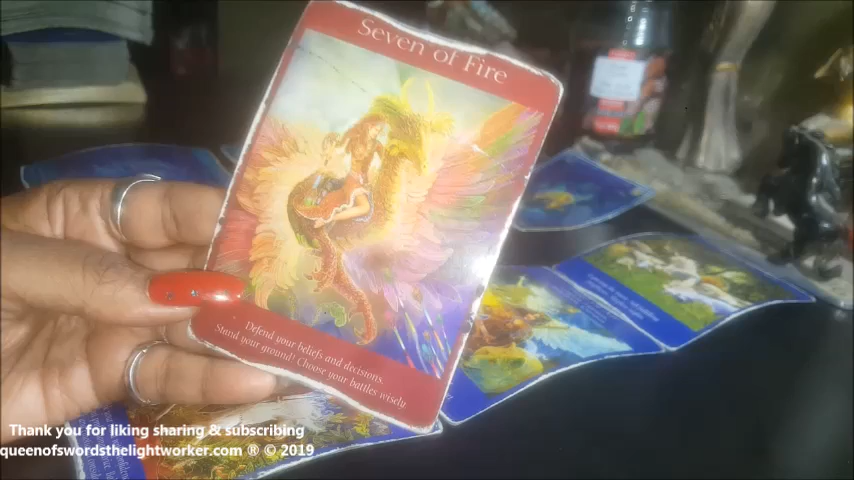 Seven of Fire
Defend your beliefs and decisions.
Stand your ground! Choose your battles wisely
Thank you for liking sharing & subscribing
queenofswordsthelightworker.com ® © 2019